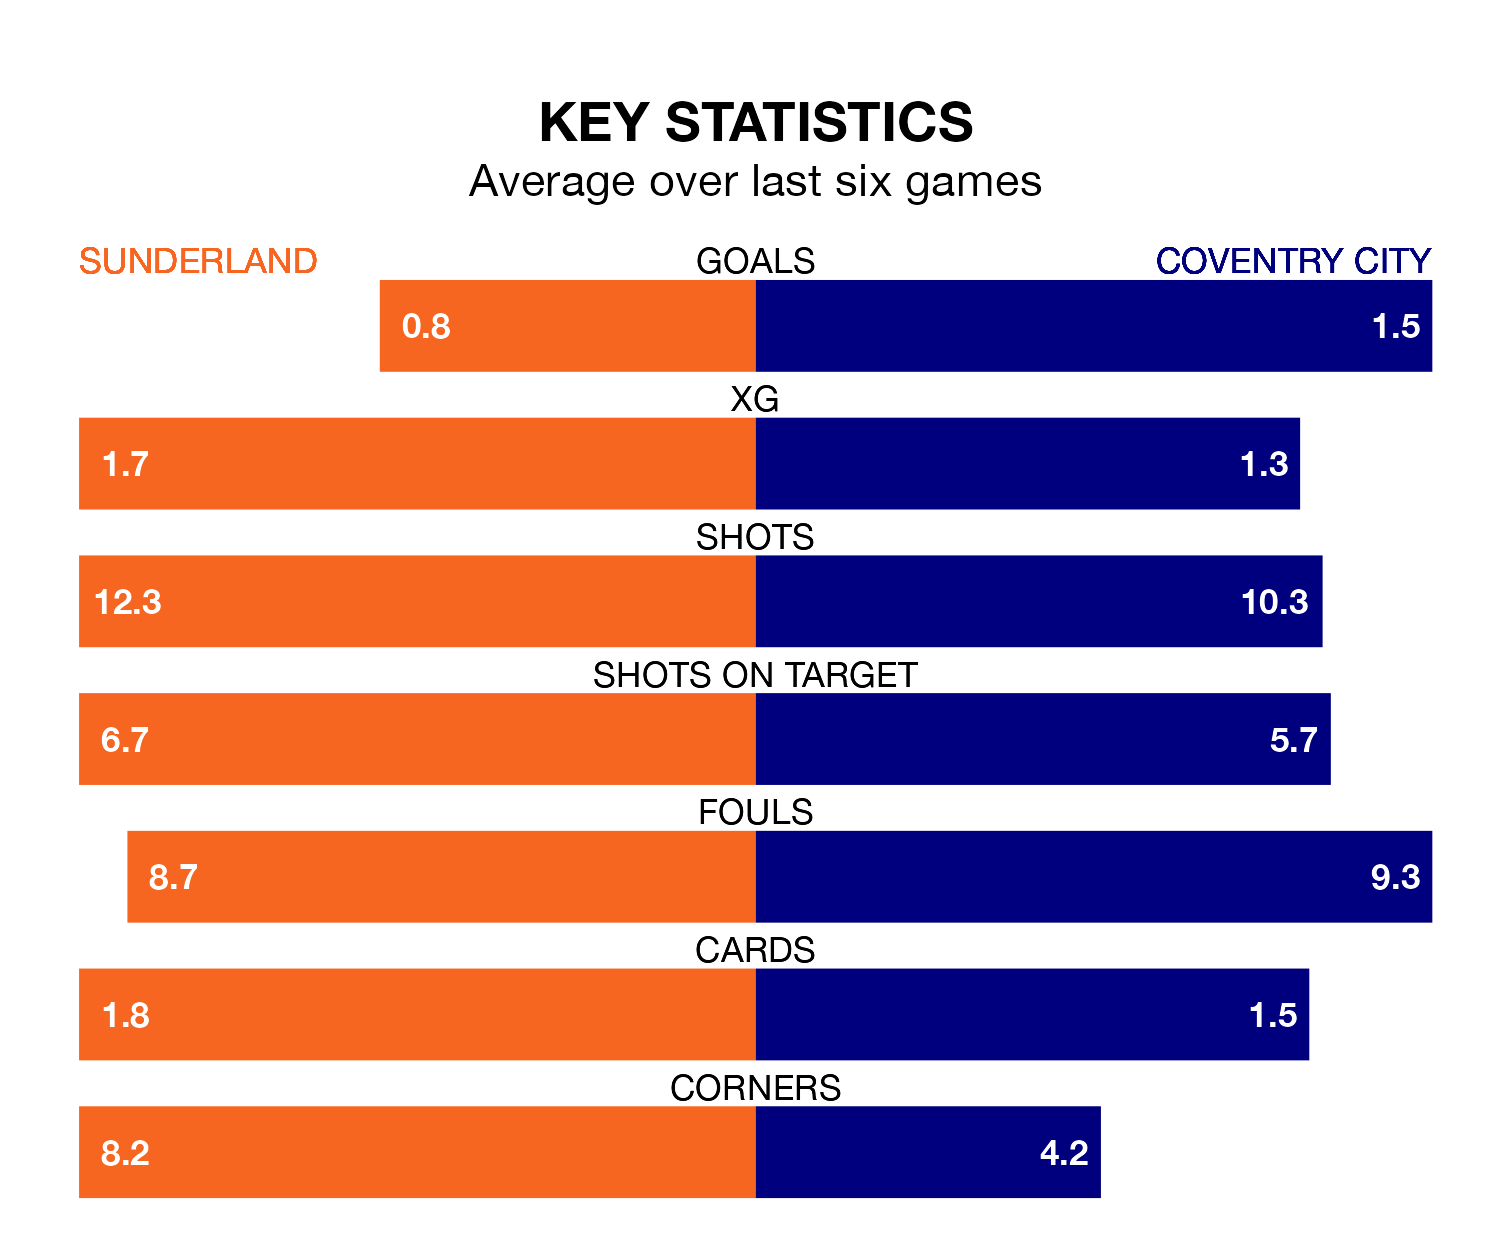 KEY STATISTICS
Average over last six games
SUNDERLAND GOALS COVENTRY CITY
0.8 1.5
XG
1.7 1.3
SHOTS
12.3 10.3
SHOTS ON TARGET
6.7 5.7
FOULS
8.7 9.3
CARDS
1.8 1.5
CORNERS
8.2 4.2